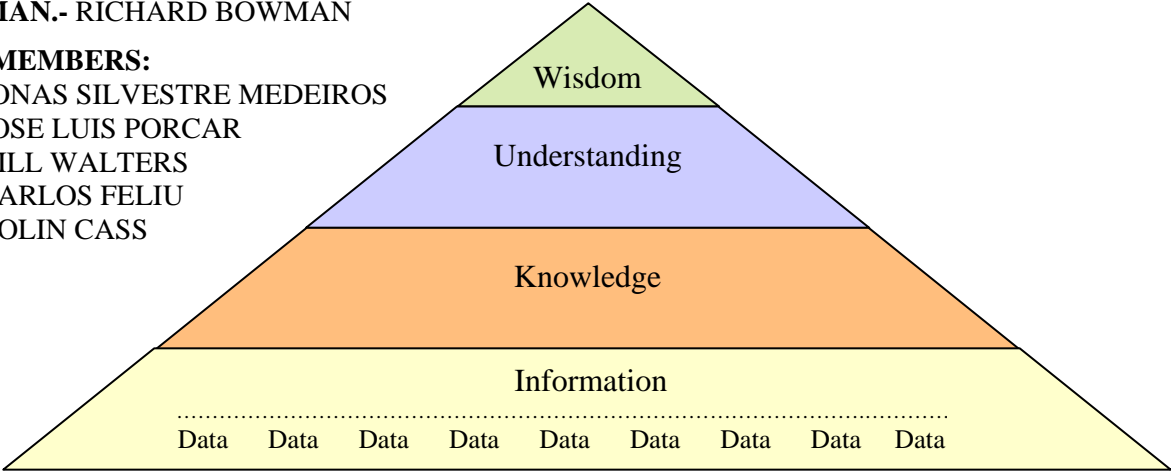 MAN.- RICHARD BOWMAN
MEMBERS:
ONAS SILVESTRE MEDEIROS
OSE LUIS PORCAR
ILL WALTERS
ARLOS FELIU
OLIN CASS
Wisdom
Understanding
Knowledge
Information
Data Data Data Data Data Data Data Data Data